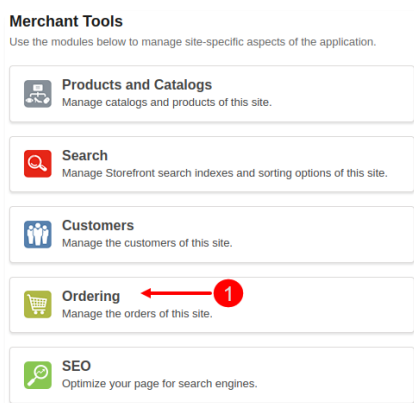 Merchant Tools
Use the modules below to manage site-specific aspects of the application.
Products and Catalogs
Manage catalogs and products of this site.
Search
Manage Storefront search indexes and sorting options of this site.
Customers
Manage the customers of this site.
Ordering
1
Manage the orders of this site.
SEO
Optimize your page for search engines.